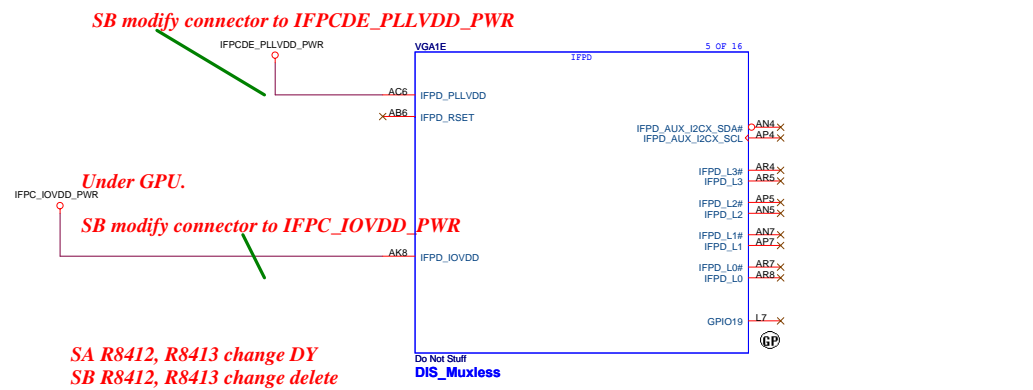 SB modify connector to IFPCDE_PLLVDD_PWR
IFPCDE_PLLVDD_PWR
VGA1E
5 OF 16
IFPD
AC6
IFPD_PLLVDD
AB6
IFPD_RSET
IFPD_AUX_I2CX_SDA#
AN4
IFPD_AUX_I2CX_SCL
AP4
IFPD_L3#
AR4
IFPD_L3
AR5
Under GPU.
IFPC_IOVDD_PWR
IFPD_L2#
AP5
IFPD_L2
AN5
SB modify connector to IFPC_IOVDD_PWR
IFPD_L1#
AN7
IFPD_L1
AP7
AK8
IFPD_IOVDD
IFPD_L0#
AR7
IFPD_L0
AR8
GPIO19
L7
GP
SA R8412, R8413 change DY
SB R8412, R8413 change delete
Do Not Stuff
DIS_Muxless